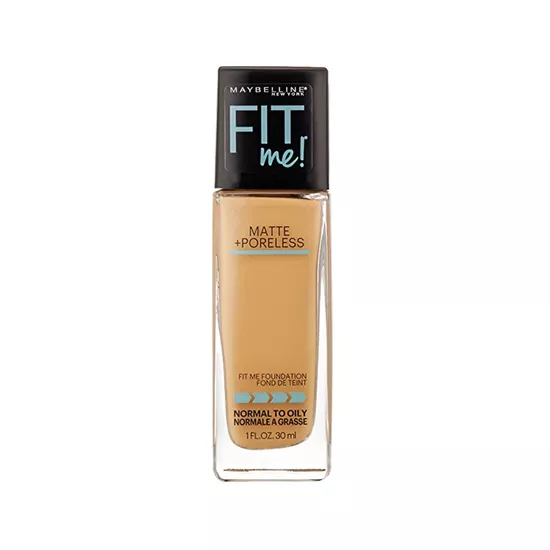 MAYBELLINE®
NEW YORK
FIT
me!
MATTE
+PORELESS
FIT ME FOUNDATION
FOND DE TEINT
NORMAL TO OILY
NORMALE A GRASSE
1 FL.OZ. 30 ml